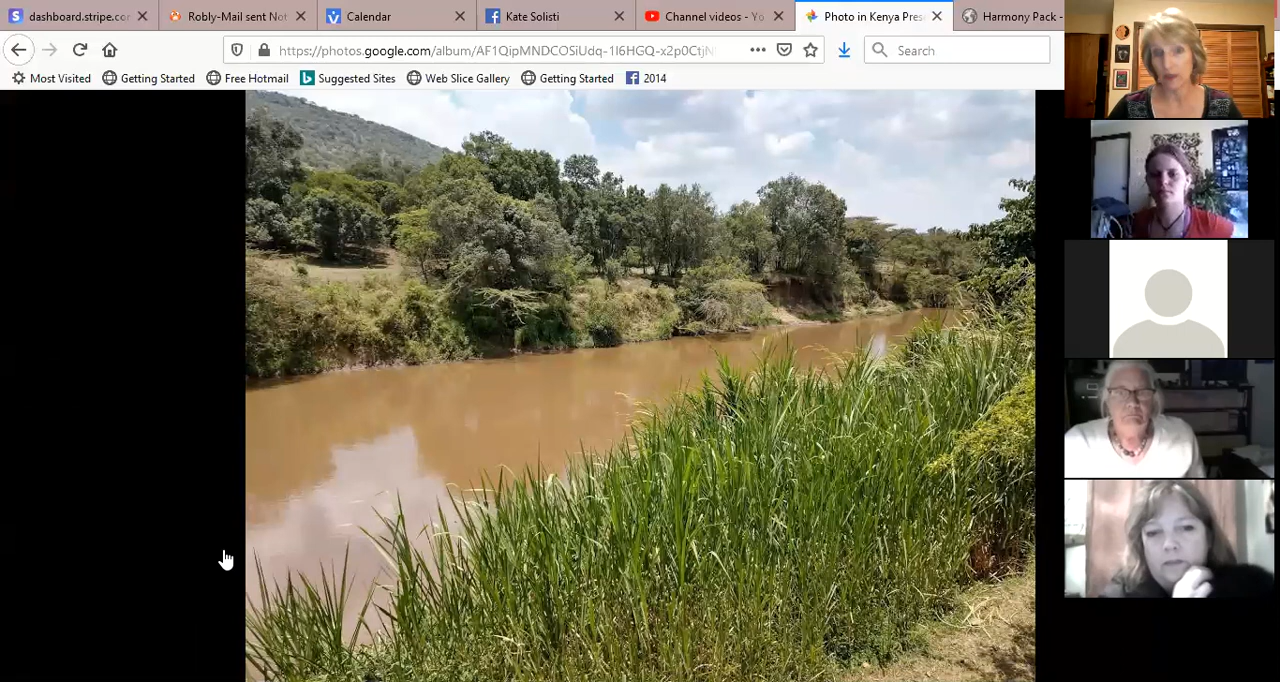 dashboard.stripe.co
Robly-Mail sent Not
Calendar
Kate Solisti
Channel videos - Yo
Photo in Kenya Pres
Harmony Pack -
https://photos.google.com/album/AF1QipMNDCOSiUdq-1I6HGQ-x2p0CtjN
Search
Most Visited
Getting Started
Free Hotmail
Suggested Sites
Web Slice Gallery
Getting Started
2014